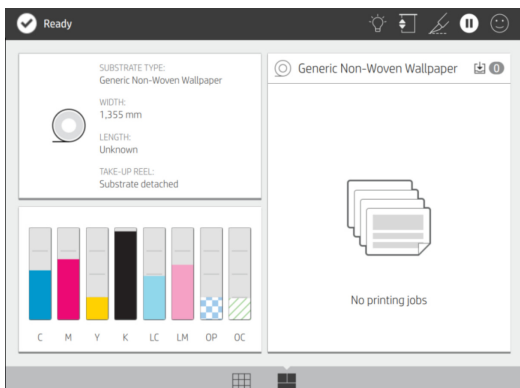 Ready
SUBSTRATE TYPE:
Generic Non-Woven Wallpaper
WIDTH:
1,355 mm
LENGTH:
Unknown
TAKE-UP REEL:
Substrate detached
C M Y K LC LM OP OC
Generic Non-Woven Wallpaper 0
No printing jobs